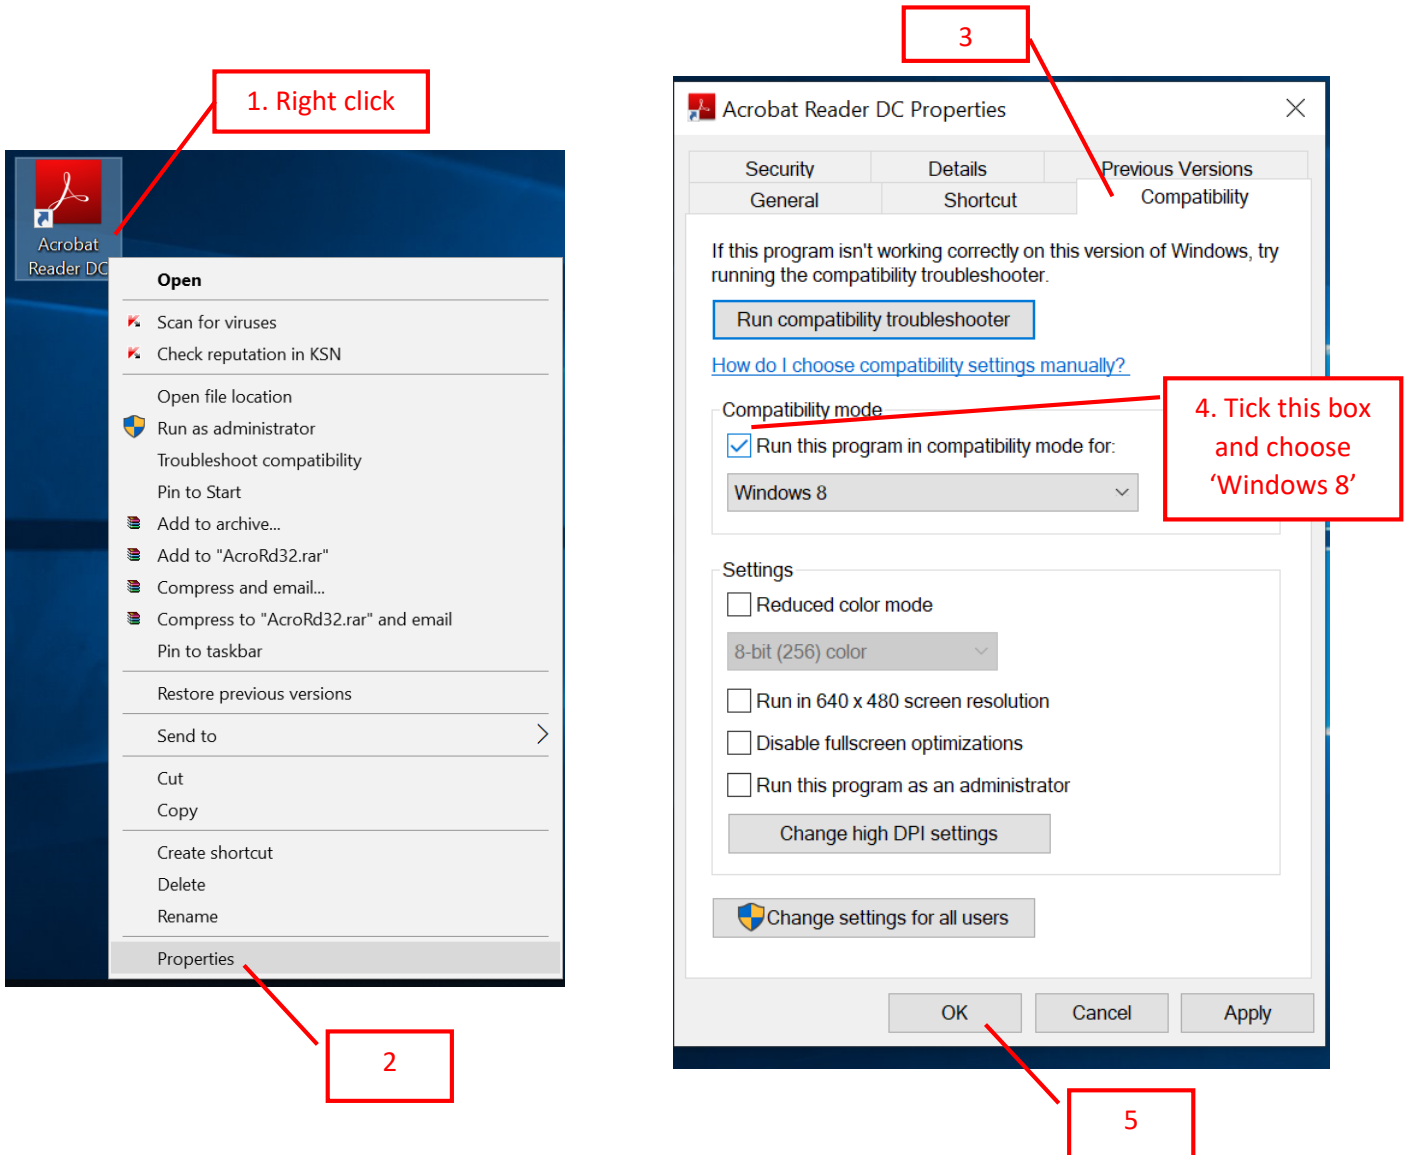 1. Right click
Acrobat
Reader DC
Open
Scan for viruses
Check reputation in KSN
Open file location
Run as administrator
Troubleshoot compatibility
Pin to Start
Add to archive...
Add to "AcroRd32.rar"
Compress and email...
Compress to "AcroRd32.rar" and email
Pin to taskbar
Restore previous versions
Send to
Cut
Copy
Create shortcut
Delete
Rename
Properties
2
3
Acrobat Reader DC Properties
Security Details Previous Versions
General Shortcut Compatibility
If this program isn't working correctly on this version of Windows, try
running the compatibility troubleshooter.
Run compatibility troubleshooter
How do I choose compatibility settings manually?
Compatibility mode
Run this program in compatibility mode for:
Windows 8
4. Tick this box
and choose
‘Windows 8’
Settings
Reduced color mode
8-bit (256) color
Run in 640 x 480 screen resolution
Disable fullscreen optimizations
Run this program as an administrator
Change high DPI settings
Change settings for all users
OK Cancel Apply
5